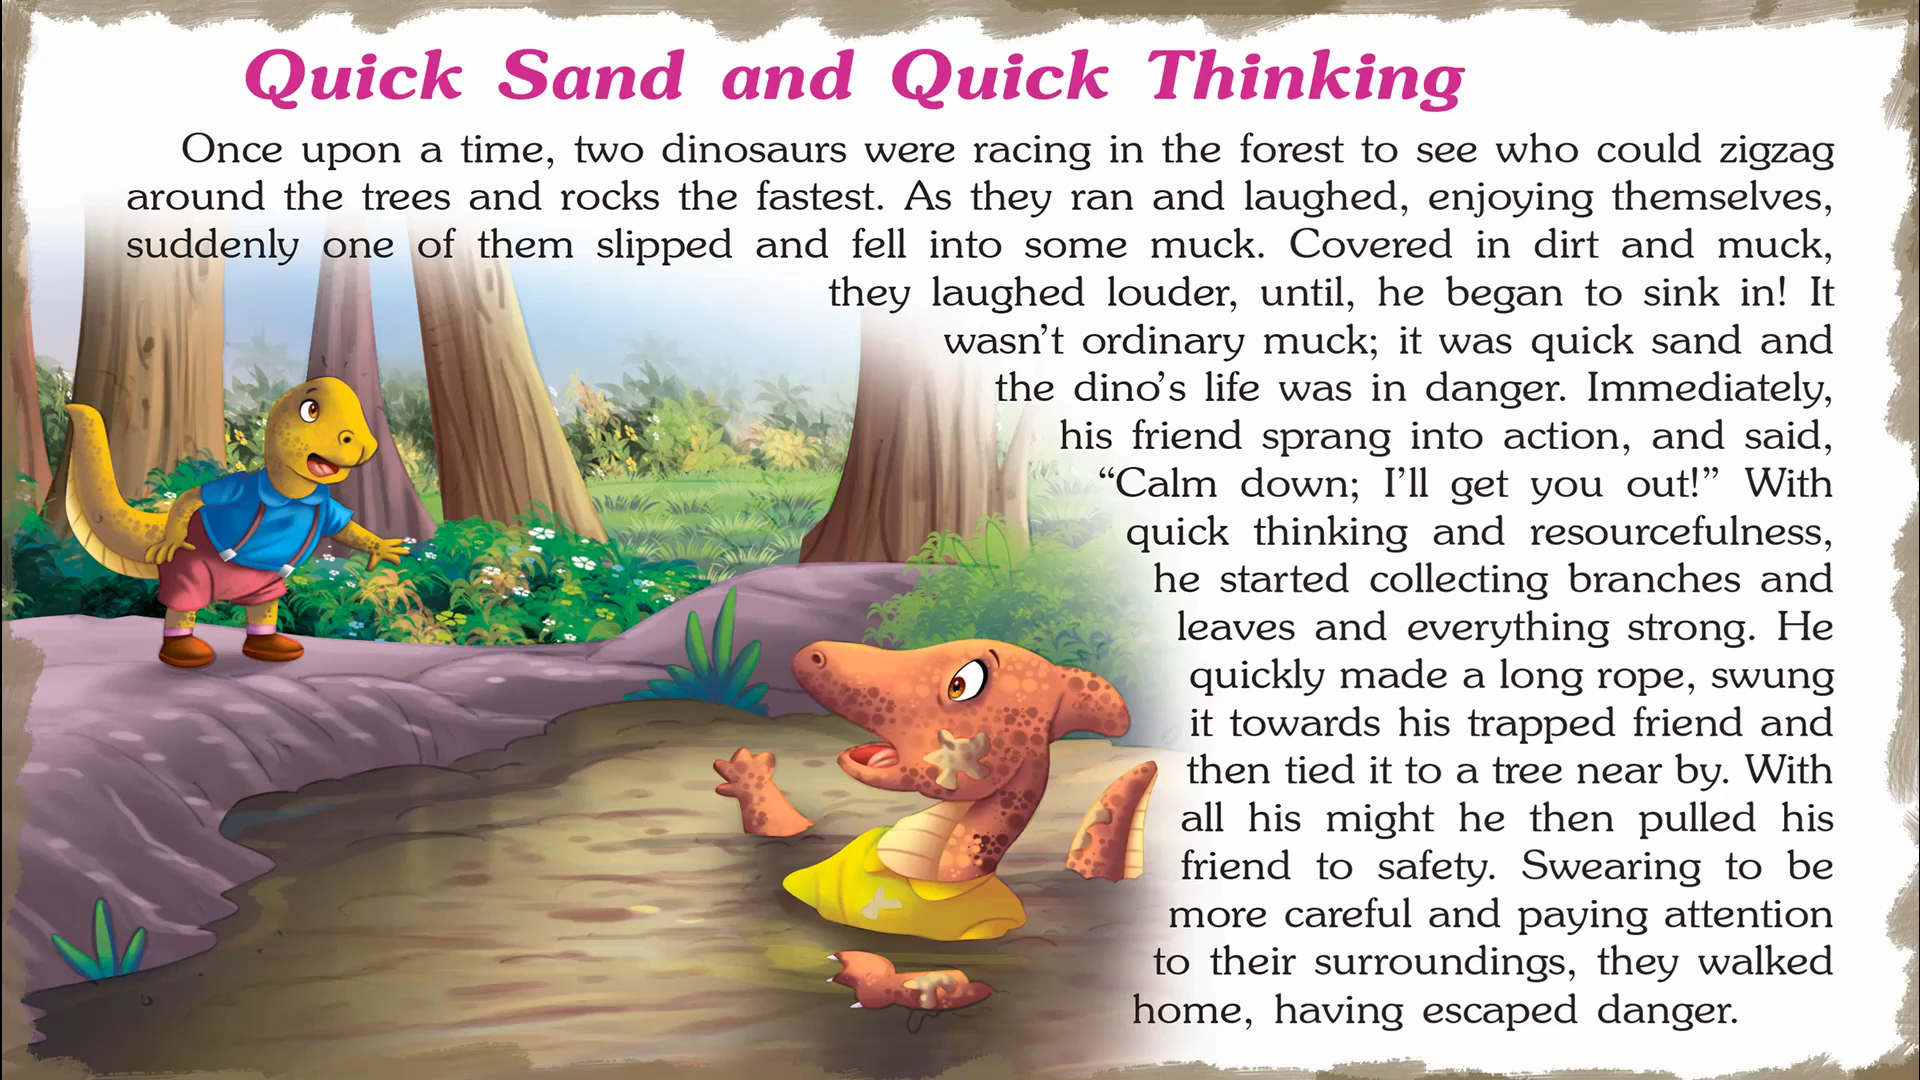 Quick Sand and Quick Thinking
Once upon a time, two dinosaurs were racing in the forest to see who could zigzag
around the trees and rocks the fastest. As they ran and laughed, enjoying themselves,
suddenly one of them slipped and fell into some muck. Covered in dirt and muck,
they laughed louder, until, he began to sink in! It
wasn’t ordinary muck; it was quick sand and
the dino’s life was in danger. Immediately,
his friend sprang into action, and said,
“Calm down; I’ll get you out!” With
quick thinking and resourcefulness,
he started collecting branches and
leaves and everything strong. He
quickly made a long rope, swung
it towards his trapped friend and
then tied it to a tree near by. With
all his might he then pulled his
friend to safety. Swearing to be
more careful and paying attention
to their surroundings, they walked
home, having escaped danger.